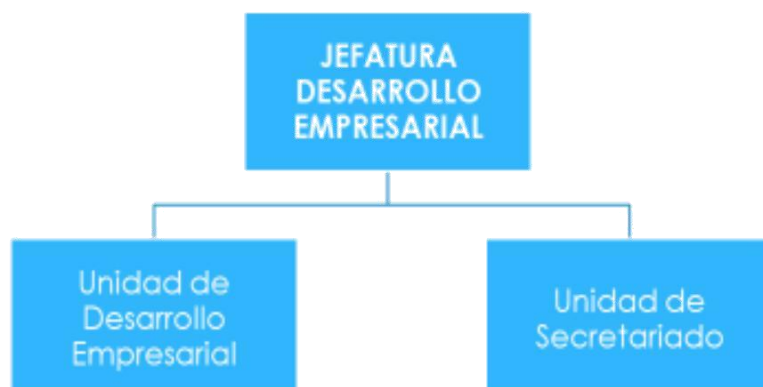 JEFATURA
DESARROLLO
EMPRESARIAL
Unidad de
Desarrollo
Empresarial
Unidad de
Secretariado